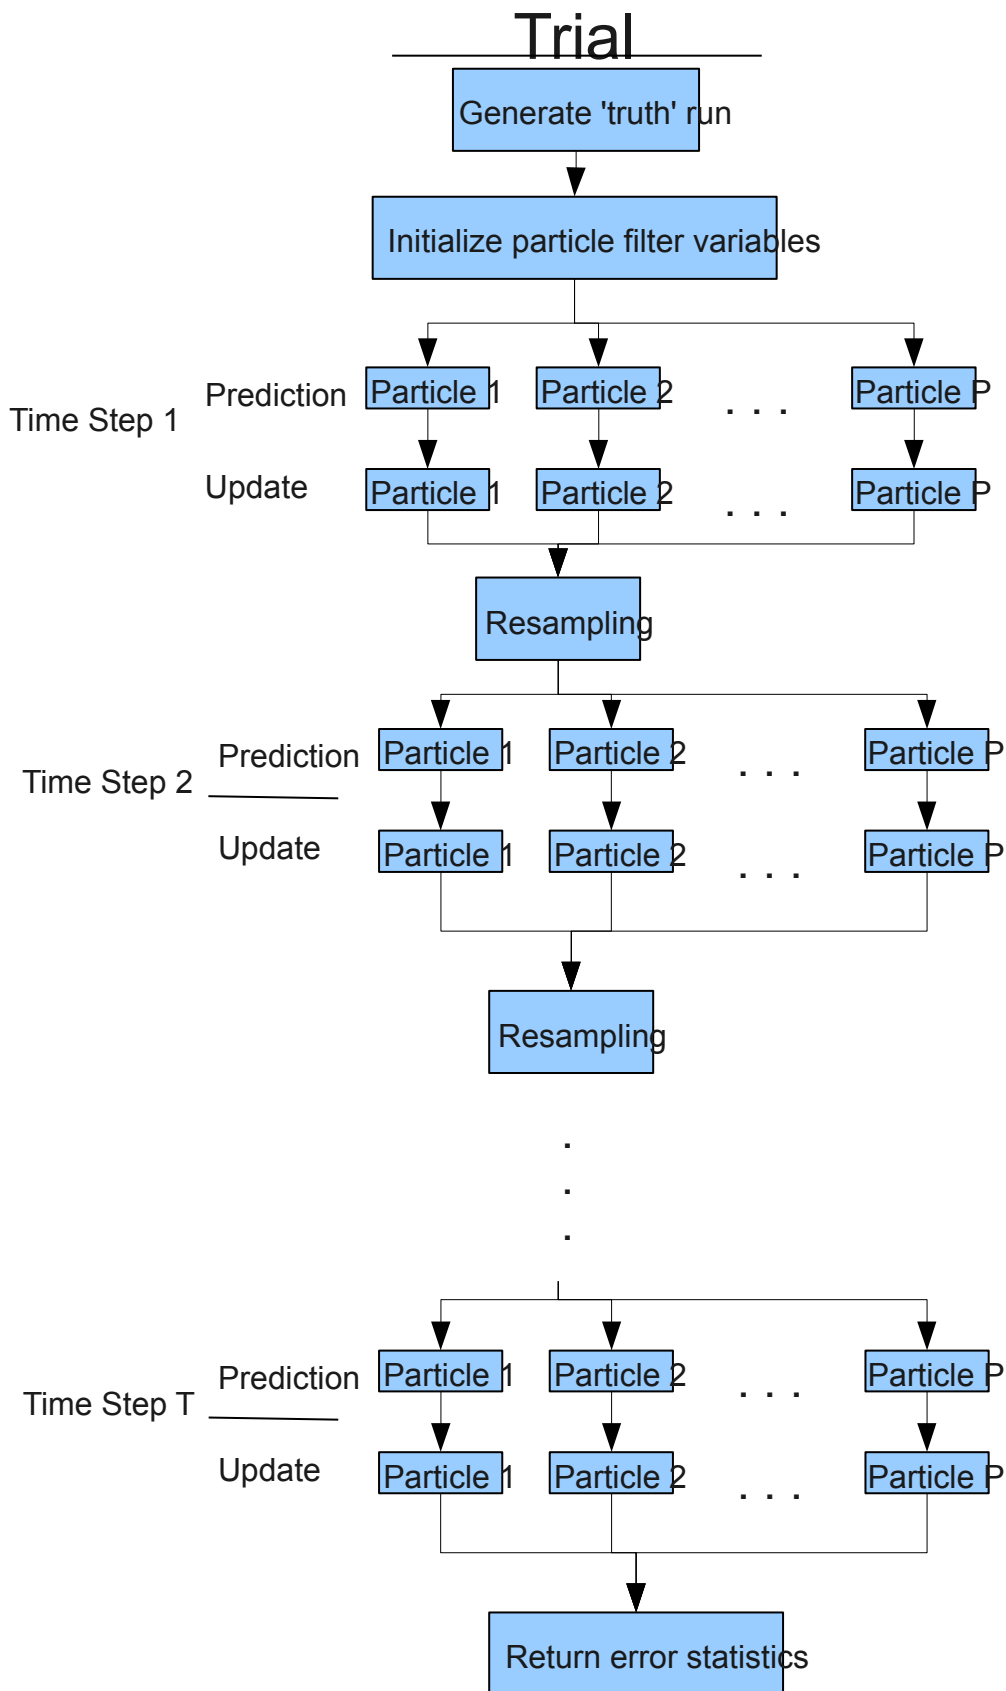 Trial
Generate 'truth' run
Initialize particle filter variables
Prediction
Particle 1
Particle 2
. . .
Particle P
Time Step 1
Update
Particle 1
Particle 2
. . .
Particle P
Resampling
Prediction
Particle 1
Particle 2
. . .
Particle P
Time Step 2
Update
Particle 1
Particle 2
. . .
Particle P
Resampling
.
.
.
Prediction
Particle 1
Particle 2
. . .
Particle P
Time Step T
Update
Particle 1
Particle 2
. . .
Particle P
Return error statistics